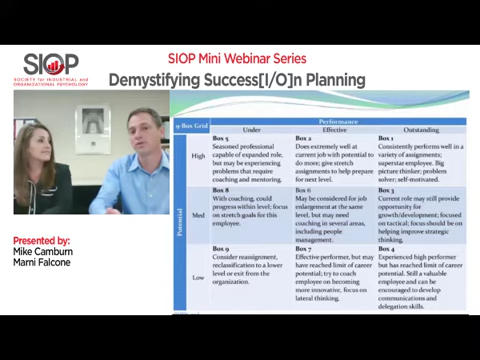 SIOP
SOCIETY for INDUSTRIAL and
ORGANIZATIONAL PSYCHOLOGY
SIOP Mini Webinar Series
Demystifying Success[I/O]n Planning
Presented by:
Mike Camburn
Marni Falcone
9-Box Grid
Performance
Under
Effective
Outstanding
Potential
High
Box 5
Seasoned professional
capable of expanded role,
but may be experiencing
problems that require
coaching and mentoring.
Box 2
Does extremely well at
current job with potential to
do more; give stretch
assignments to help prepare
for next level.
Box 1
Consistently performs well in a
variety of assignments;
superstar employee. Big
picture thinker; problem
solver; self-motivated.
Med
Box 8
With coaching, could
progress within level; focus
on stretch goals for this
employee.
Box 6
May be considered for job
enlargement at the same
level, but may need
coaching in several areas,
including people
management.
Box 3
Current role may still provide
opportunity for
growth/development; focused
on tactical; focus should be on
helping improve strategic
thinking.
Low
Box 9
Consider reassignment,
reclassification to a lower
level or exit from the
organization.
Box 7
Effective performer, but
may have reached limit of
career potential; try to coach
employee on becoming
more innovative, focus on
lateral thinking.
Box 4
Experienced high performer
but has reached limit of career
potential. Still a valuable
employee and can be
encouraged to develop
communications and
delegation skills.